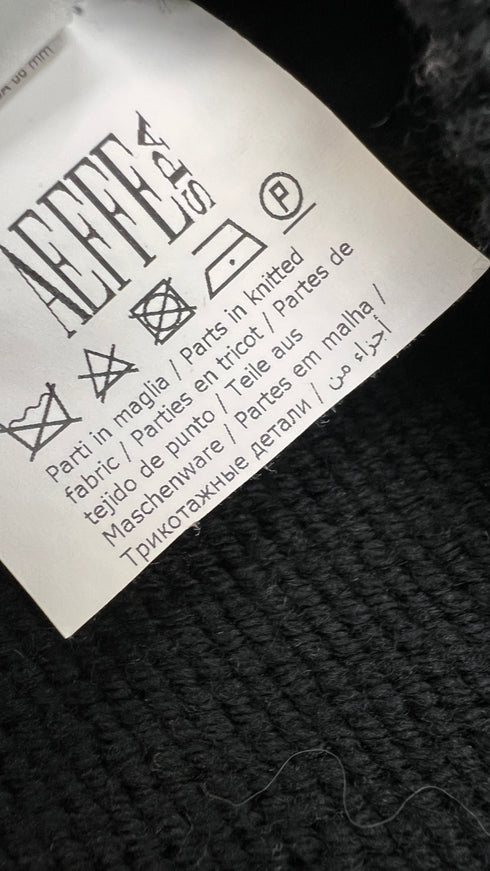 mm
AEFFE SPA
P
Parti in maglia / Parts in knitted
fabric / Parties en tricot / Partes de
tejido de punto / Teile aus
Maschenware / Partes em malha /
Трикотажные детали / أجزاء من